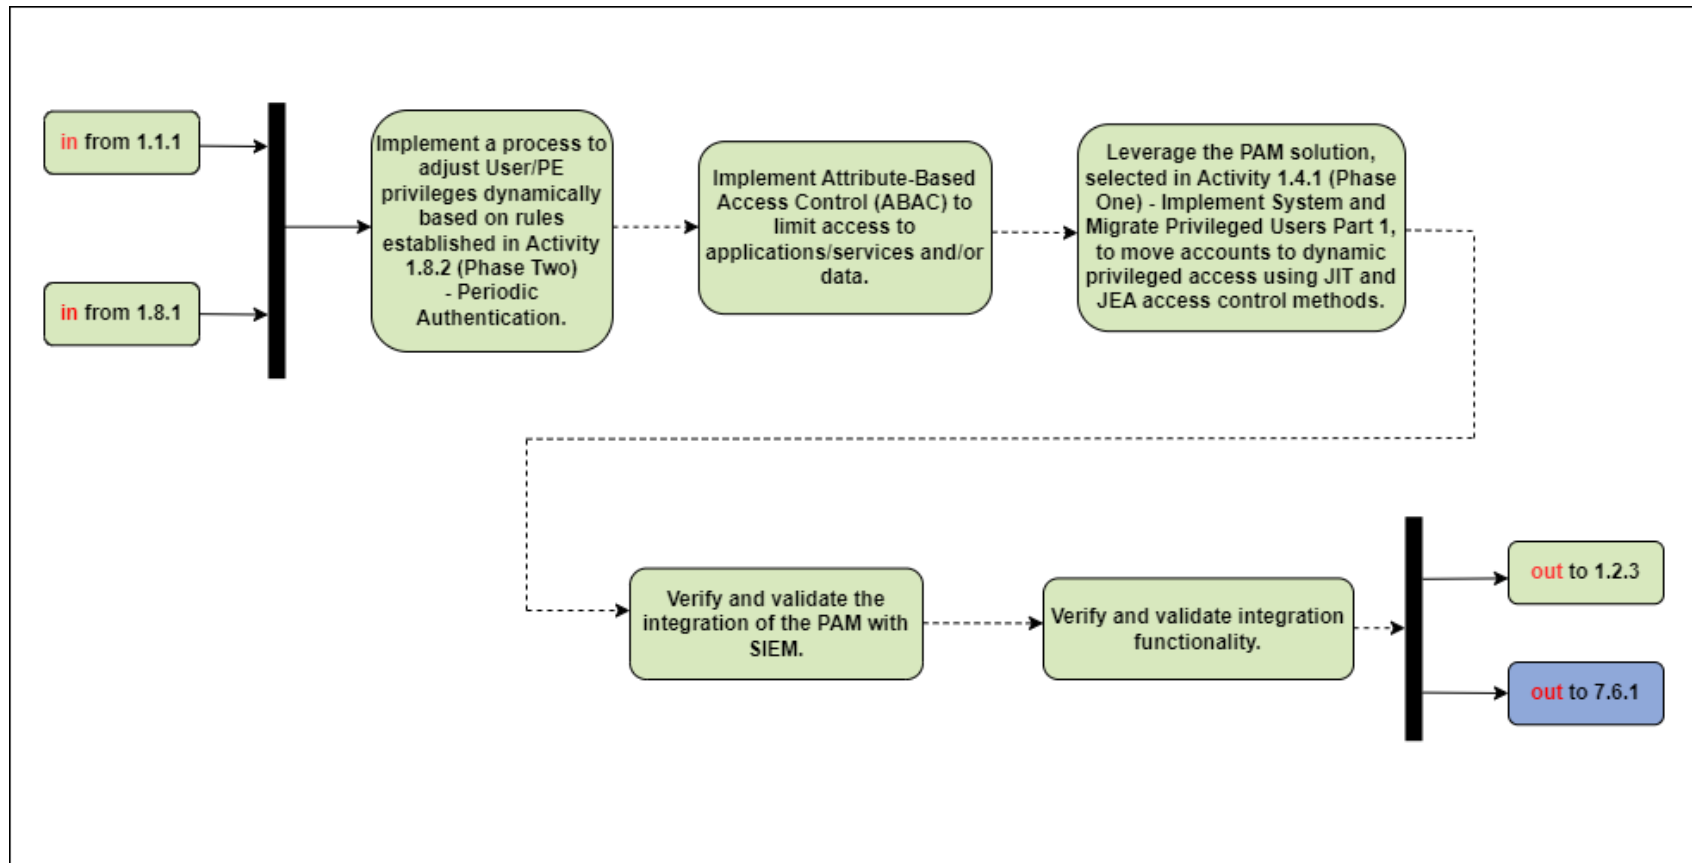 in from 1.1.1
in from 1.8.1
Implement a process to
adjust User/PE
privileges dynamically
based on rules
established in Activity
1.8.2 (Phase Two)
- Periodic
Authentication.
Implement Attribute-Based
Access Control (ABAC) to
limit access to
applications/services and/or
data.
Leverage the PAM solution,
selected in Activity 1.4.1 (Phase
One) - Implement System and
Migrate Privileged Users Part 1,
to move accounts to dynamic
privileged access using JIT and
JEA access control methods.
Verify and validate the
integration of the PAM with
SIEM.
Verify and validate integration
functionality.
out to 1.2.3
out to 7.6.1